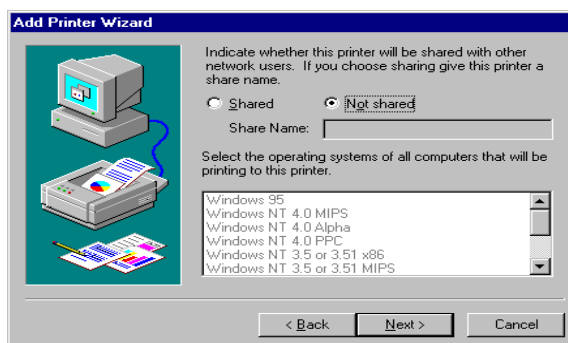 Add Printer Wizard
Indicate whether this printer will be shared with other
network users. If you choose sharing give this printer a
share name.
Shared Not shared
Share Name:
Select the operating systems of all computers that will be
printing to this printer.
Windows 95
Windows NT 4.0 MIPS
Windows NT 4.0 Alpha
Windows NT 4.0 PPC
Windows NT 3.5 or 3.51 x86
Windows NT 3.5 or 3.51 MIPS
< Back Next > Cancel